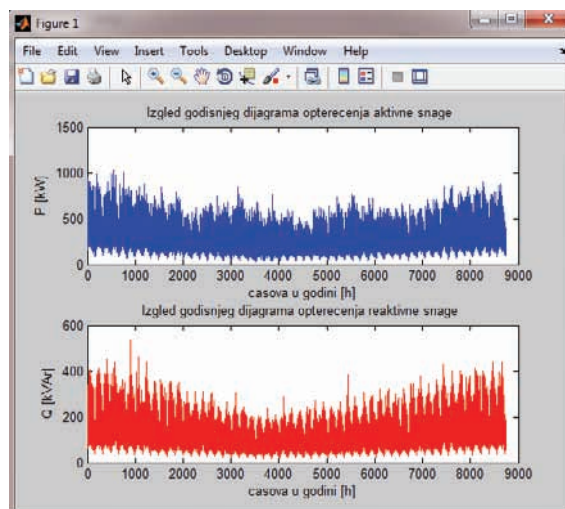 Figure 1
File Edit View Insert Tools Desktop Window Help
Izgled godisnjeg dijagrama opterecenja aktivne snage
1500
1000
500
0
P [kW]
0 1000 2000 3000 4000 5000 6000 7000 8000 9000
casova u godini [h]
Izgled godisnjeg dijagrama opterecenja reaktivne snage
600
400
200
0
Q [kVAr]
0 1000 2000 3000 4000 5000 6000 7000 8000 9000
casova u godini [h]